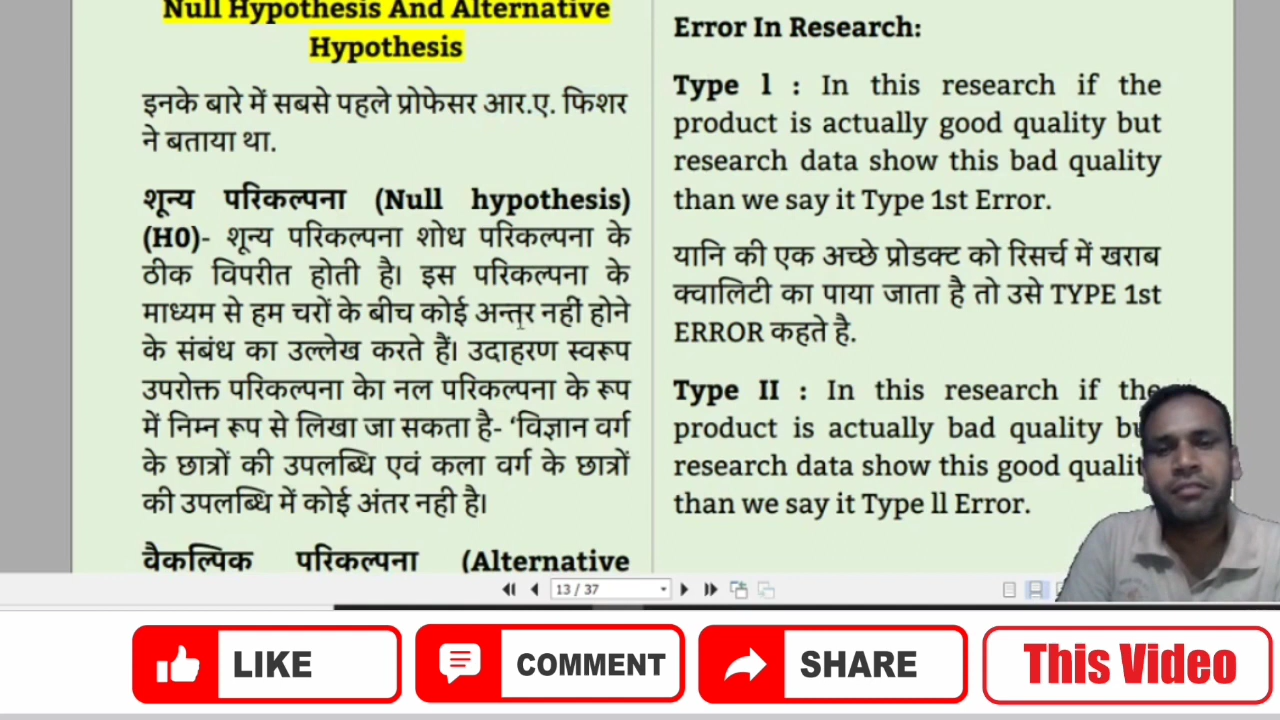 Null Hypothesis And Alternative
Hypothesis
इनके बारे में सबसे पहले प्रोफेसर आर.ए. फिशर
ने बताया था.
शून्य परिकल्पना (Null hypothesis)
(H0)- शून्य परिकल्पना शोध परिकल्पना के
ठीक विपरीत होती है। इस परिकल्पना के
माध्यम से हम चरों के बीच कोई अन्तर नहीं होने
के संबंध का उल्लेख करते हैं। उदाहरण स्वरूप
उपरोक्त परिकल्पना केा नल परिकल्पना के रूप
में निम्न रूप से लिखा जा सकता है- ‘विज्ञान वर्ग
के छात्रों की उपलब्धि एवं कला वर्ग के छात्रों
की उपलब्धि में कोई अंतर नही है।
वैकल्पिक परिकल्पना (Alternative
Error In Research:
Type l : In this research if the
product is actually good quality but
research data show this bad quality
than we say it Type 1st Error.
यानि की एक अच्छे प्रोडक्ट को रिसर्च में खराब
क्वालिटी का पाया जाता है तो उसे TYPE 1st
ERROR कहते है.
Type II : In this research if the
product is actually bad quality
research data show this good
than we say it Type ll Error.
13 / 37
LIKE
COMMENT
SHARE
This Video